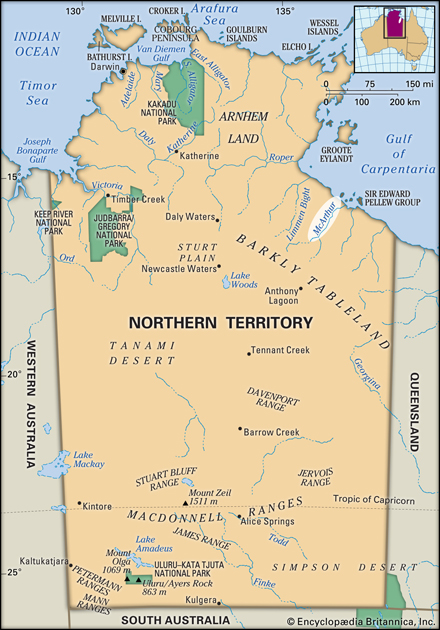 130°
135°
Arafura
Sea
CROKER I.
MELVILLE I.
COBOURG
PENINSULA
GOULBURN
ISLANDS
WESSEL
ISLANDS
ELCHO I.
INDIAN
OCEAN
BATHURST I.
Van Diemen
Gulf
Darwin
Timor
Sea
Adelaide
Mary
S. Alligator
East Alligator
KAKADU
NATIONAL
PARK
ARNHEM
LAND
0 75 150 mi
0 100 200 km
Daly
Katherine
Katherine
Roper
GROOTE
EYLANDT
Gulf
of
Carpentaria
Joseph
Bonaparte
Gulf
15°
Victoria
Timber Creek
KEEP RIVER
NATIONAL
PARK
JUDBARRA/
GREGORY
NATIONAL
PARK
Daly Waters
Limmen Bight
McArthur
SIR EDWARD
PELLEW GROUP
STURT
PLAIN
BARKLY TABLELAND
Ord
Newcastle Waters
Lake
Woods
Anthony
Lagoon
NORTHERN TERRITORY
TANAMI
DESERT
Tennant Creek
Georgina
20°
WESTERN AUSTRALIA
QUEENSLAND
DAVENPORT
RANGE
Barrow Creek
Lake
Mackay
STUART BLUFF
RANGE
JERVOIS
RANGE
Mount Zeil
1511 m
Tropic of Capricorn
Kintore
MACDONNELL RANGES
Alice Springs
JAMES RANGE
Todd
Lake
Amadeus
Kaltukatjara
Mount
Olga
1069 m
ULURU–KATA TJUTA
NATIONAL PARK
SIMPSON DESERT
25°
Uluru/Ayers Rock
863 m
Finke
PETERMANN
RANGES
MANN
RANGES
Kulgera
SOUTH AUSTRALIA
© Encyclopædia Britannica, Inc.